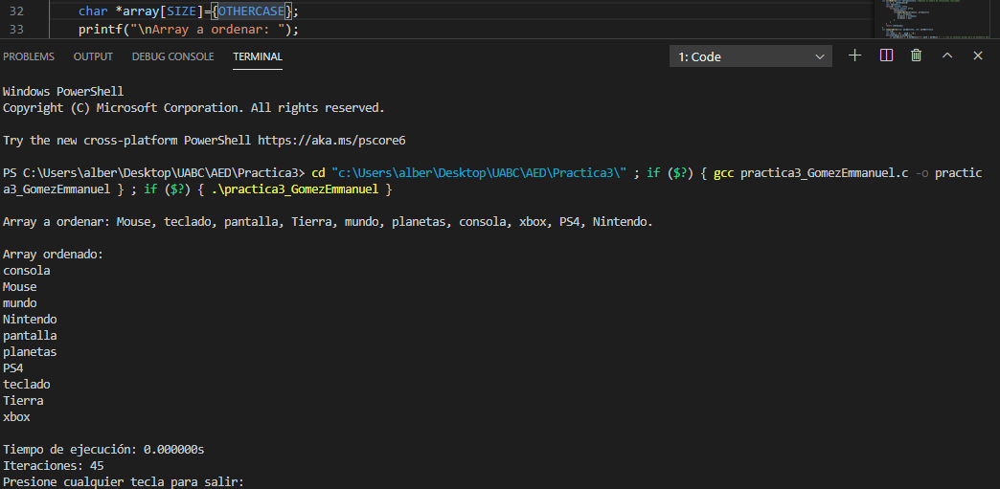 32 char *array[SIZE]={OTHERCASE};
33 printf("\nArray a ordenar: ");
PROBLEMS OUTPUT DEBUG CONSOLE TERMINAL 1: Code
Windows PowerShell
Copyright (C) Microsoft Corporation. All rights reserved.
Try the new cross-platform PowerShell https://aka.ms/pscore6
PS C:\Users\alber\Desktop\UABC\AED\Practica3> cd "c:\Users\alber\Desktop\UABC\AED\Practica3\" ; if ($?) { gcc practica3_GomezEmmanuel.c -o practic
a3_GomezEmmanuel } ; if ($?) { .\practica3_GomezEmmanuel }
Array a ordenar: Mouse, teclado, pantalla, Tierra, mundo, planetas, consola, xbox, PS4, Nintendo.
Array ordenado:
consola
Mouse
mundo
Nintendo
pantalla
planetas
PS4
teclado
Tierra
xbox
Tiempo de ejecución: 0.000000s
Iteraciones: 45
Presione cualquier tecla para salir: